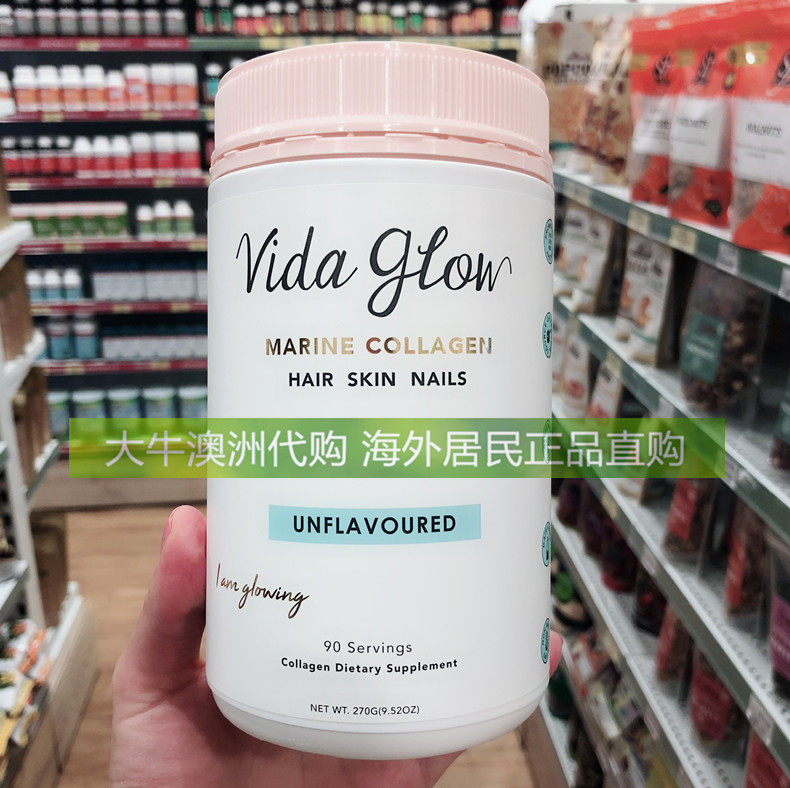 Vida Glow
MARINE COLLAGEN
HAIR SKIN NAILS
大牛澳洲代购 海外居民正品直购
UNFLAVOURED
I am glowing
90 Servings
Collagen Dietary Supplement
NET WT. 270G(9.52OZ)
WALNUTS